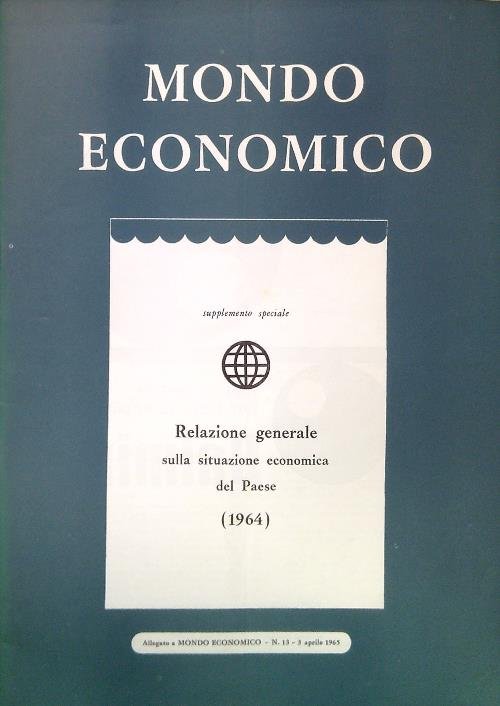 MONDO
ECONOMICO
supplemento speciale
Relazione generale
sulla situazione economica
del Paese
(1964)
Allegato a MONDO ECONOMICO - N. 13 - 3 aprile 1965